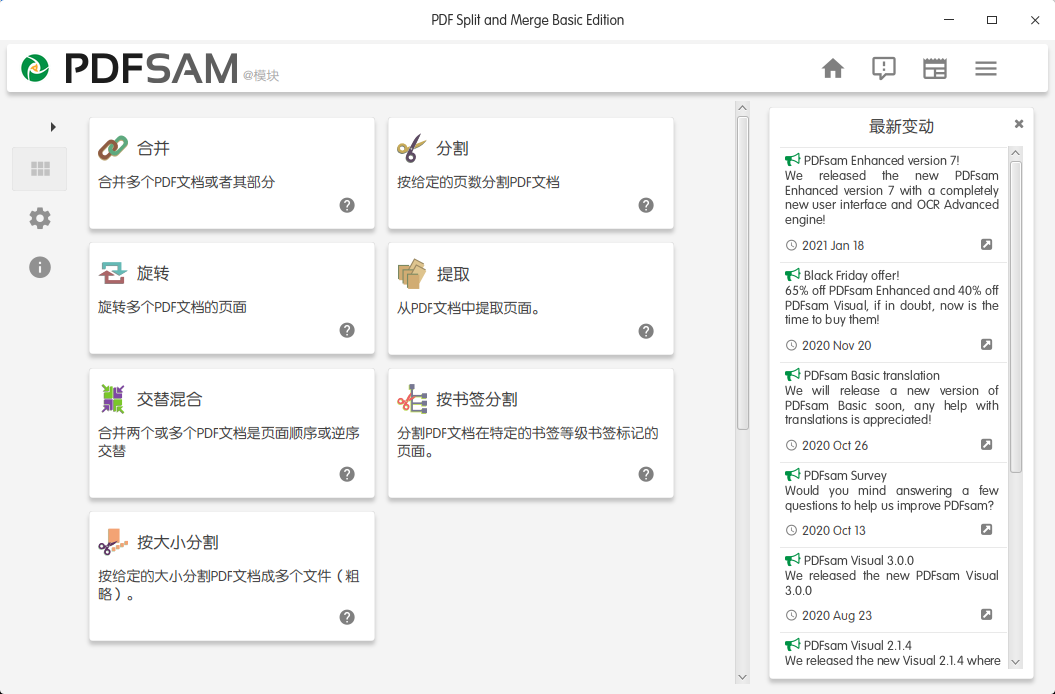 PDF Split and Merge Basic Edition
PDFSAM @模块
合并
合并多个PDF文档或者其部分
分割
按给定的页数分割PDF文档
旋转
旋转多个PDF文档的页面
提取
从PDF文档中提取页面。
交替混合
合并两个或多个PDF文档是页面顺序或逆序
交替
按书签分割
分割PDF文档在特定的书签等级书签标记的
页面。
按大小分割
按给定的大小分割PDF文档成多个文件（粗
略）。
最新变动
PDFsam Enhanced version 7!
We released the new PDFsam
Enhanced version 7 with a completely
new user interface and OCR Advanced
engine!
2021 Jan 18
Black Friday offer!
65% off PDFsam Enhanced and 40% off
PDFsam Visual, if in doubt, now is the
time to buy them!
2020 Nov 20
PDFsam Basic translation
We will release a new version of
PDFsam Basic soon, any help with
translations is appreciated!
2020 Oct 26
PDFsam Survey
Would you mind answering a few
questions to help us improve PDFsam?
2020 Oct 13
PDFsam Visual 3.0.0
We released the new PDFsam Visual
3.0.0
2020 Aug 23
PDFsam Visual 2.1.4
We released the new Visual 2.1.4 where